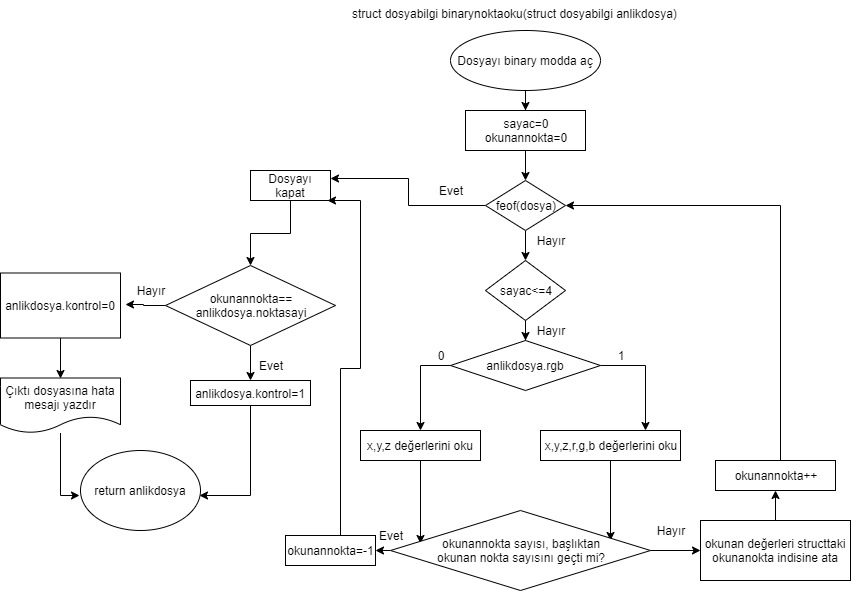 struct dosyabilgi binarynoktaoku(struct dosyabilgi anlikdosya)
Dosyayı binary modda aç
sayac=0
okunannokta=0
Dosyayı
kapat
Evet
feof(dosya)
Hayır
sayac<=4
Hayır
anlikdosya.kontrol=0
Hayır
okunannokta==
anlikdosya.noktasayi
Evet
0
anlikdosya.rgb
1
Çıktı dosyasına hata
mesajı yazdır
anlikdosya.kontrol=1
x,y,z değerlerini oku
x,y,z,r,g,b değerlerini oku
return anlikdosya
okunannokta++
okunannokta=-1
Evet
okunannokta sayısı, başlıktan
okunan nokta sayısını geçti mi?
Hayır
okunan değerleri structtaki
okunanokta indisine ata